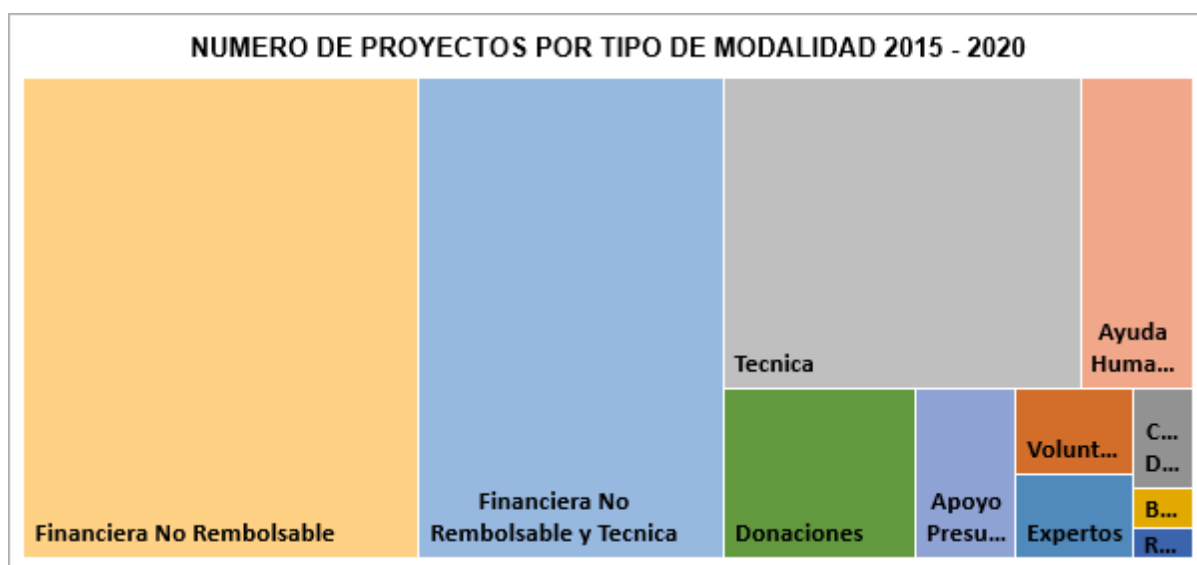 NUMERO DE PROYECTOS POR TIPO DE MODALIDAD 2015 - 2020
Financiera No Rembolsable
Financiera No
Rembolsable y Tecnica
Tecnica
Ayuda
Huma...
Donaciones
Apoyo
Presu...
Volunt...
Expertos
C...
D...
B...
R...